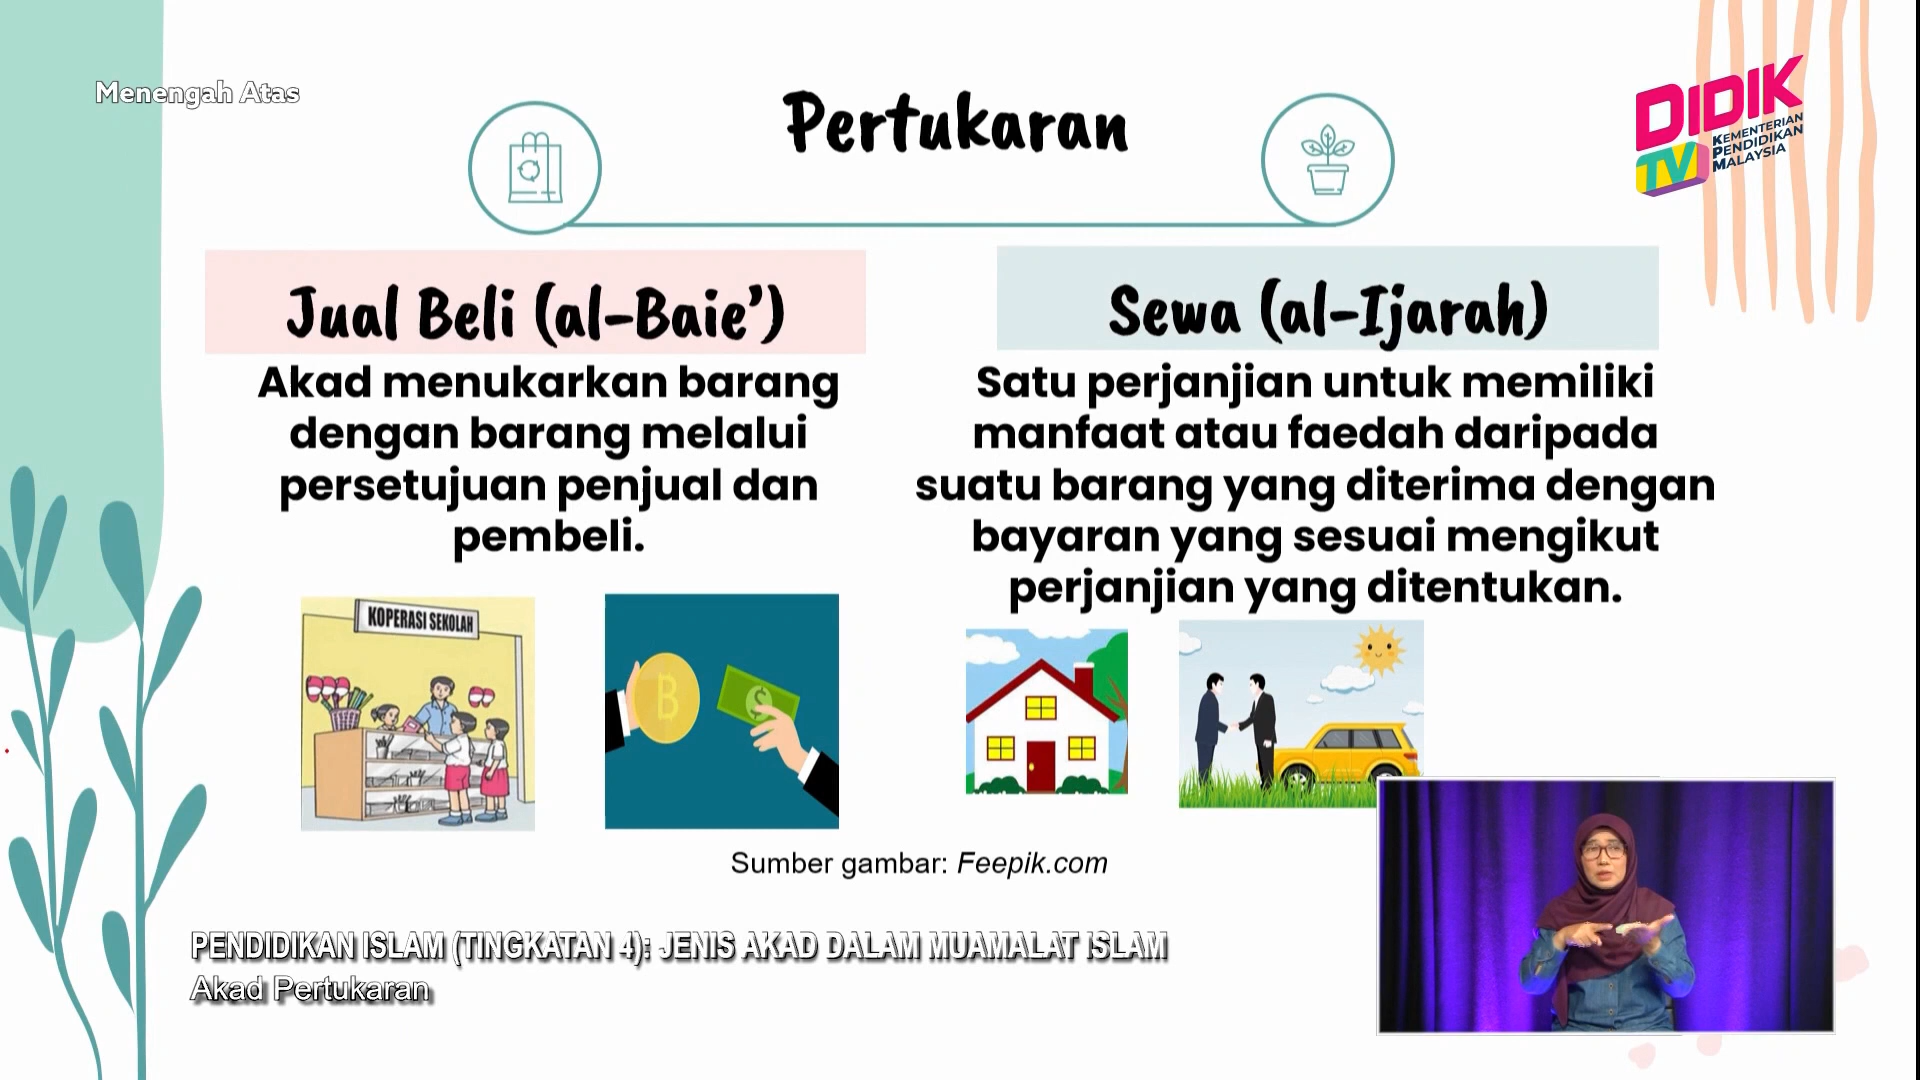 Menengah Atas
Pertukaran
DIDIK
TV
KEMENTERIAN
PENDIDIKAN
MALAYSIA
Jual Beli (al-Baie')
Akad menukarkan barang
dengan barang melalui
persetujuan penjual dan
pembeli.
Sewa (al-Ijarah)
Satu perjanjian untuk memiliki
manfaat atau faedah daripada
suatu barang yang diterima dengan
bayaran yang sesuai mengikut
perjanjian yang ditentukan.
KOPERASI SEKOLAH
B
$
Sumber gambar: Feepik.com
PENDIDIKAN ISLAM (TINGKATAN 4): JENIS AKAD DALAM MUAMALAT ISLAM
Akad Pertukaran